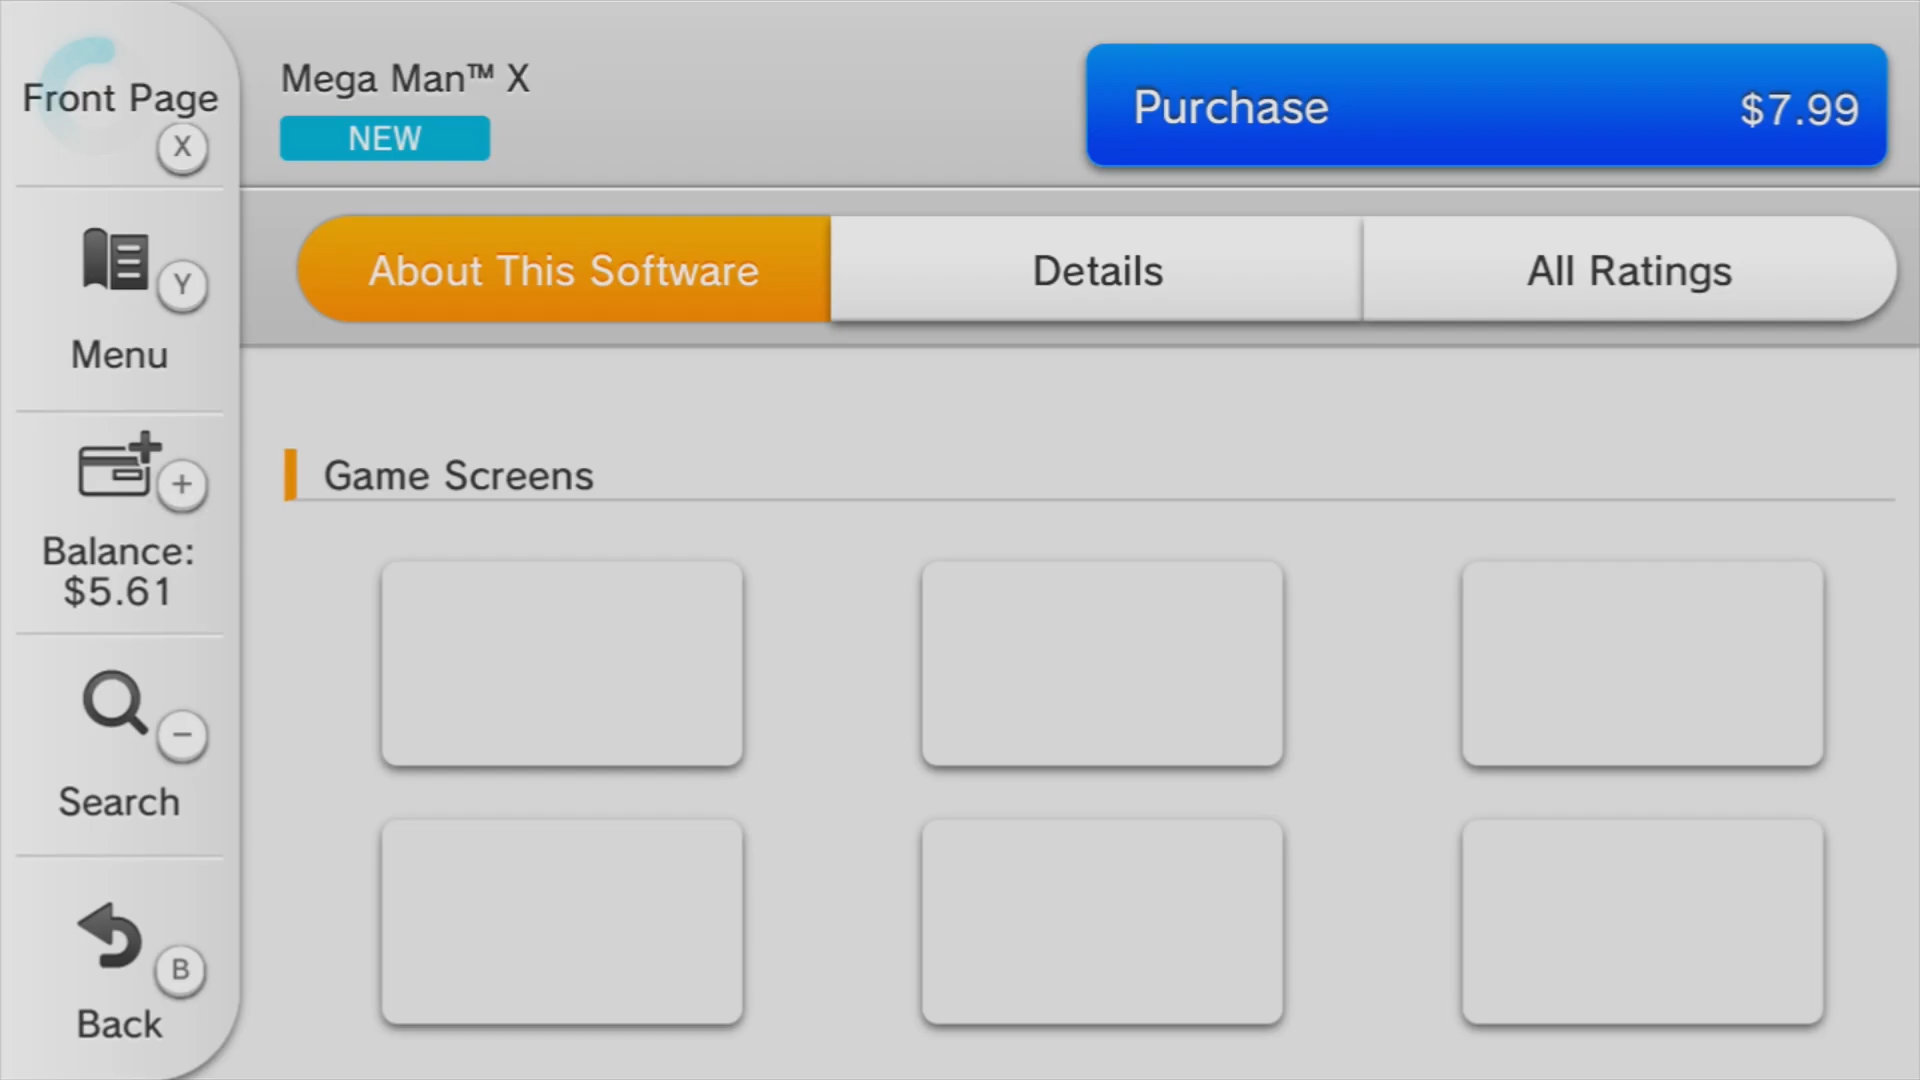 Front Page
X
Mega Man™ X
NEW
Purchase
$7.99
Y
Menu
About This Software
Details
All Ratings
+
Balance:
$5.61
Game Screens
−
Search
B
Back